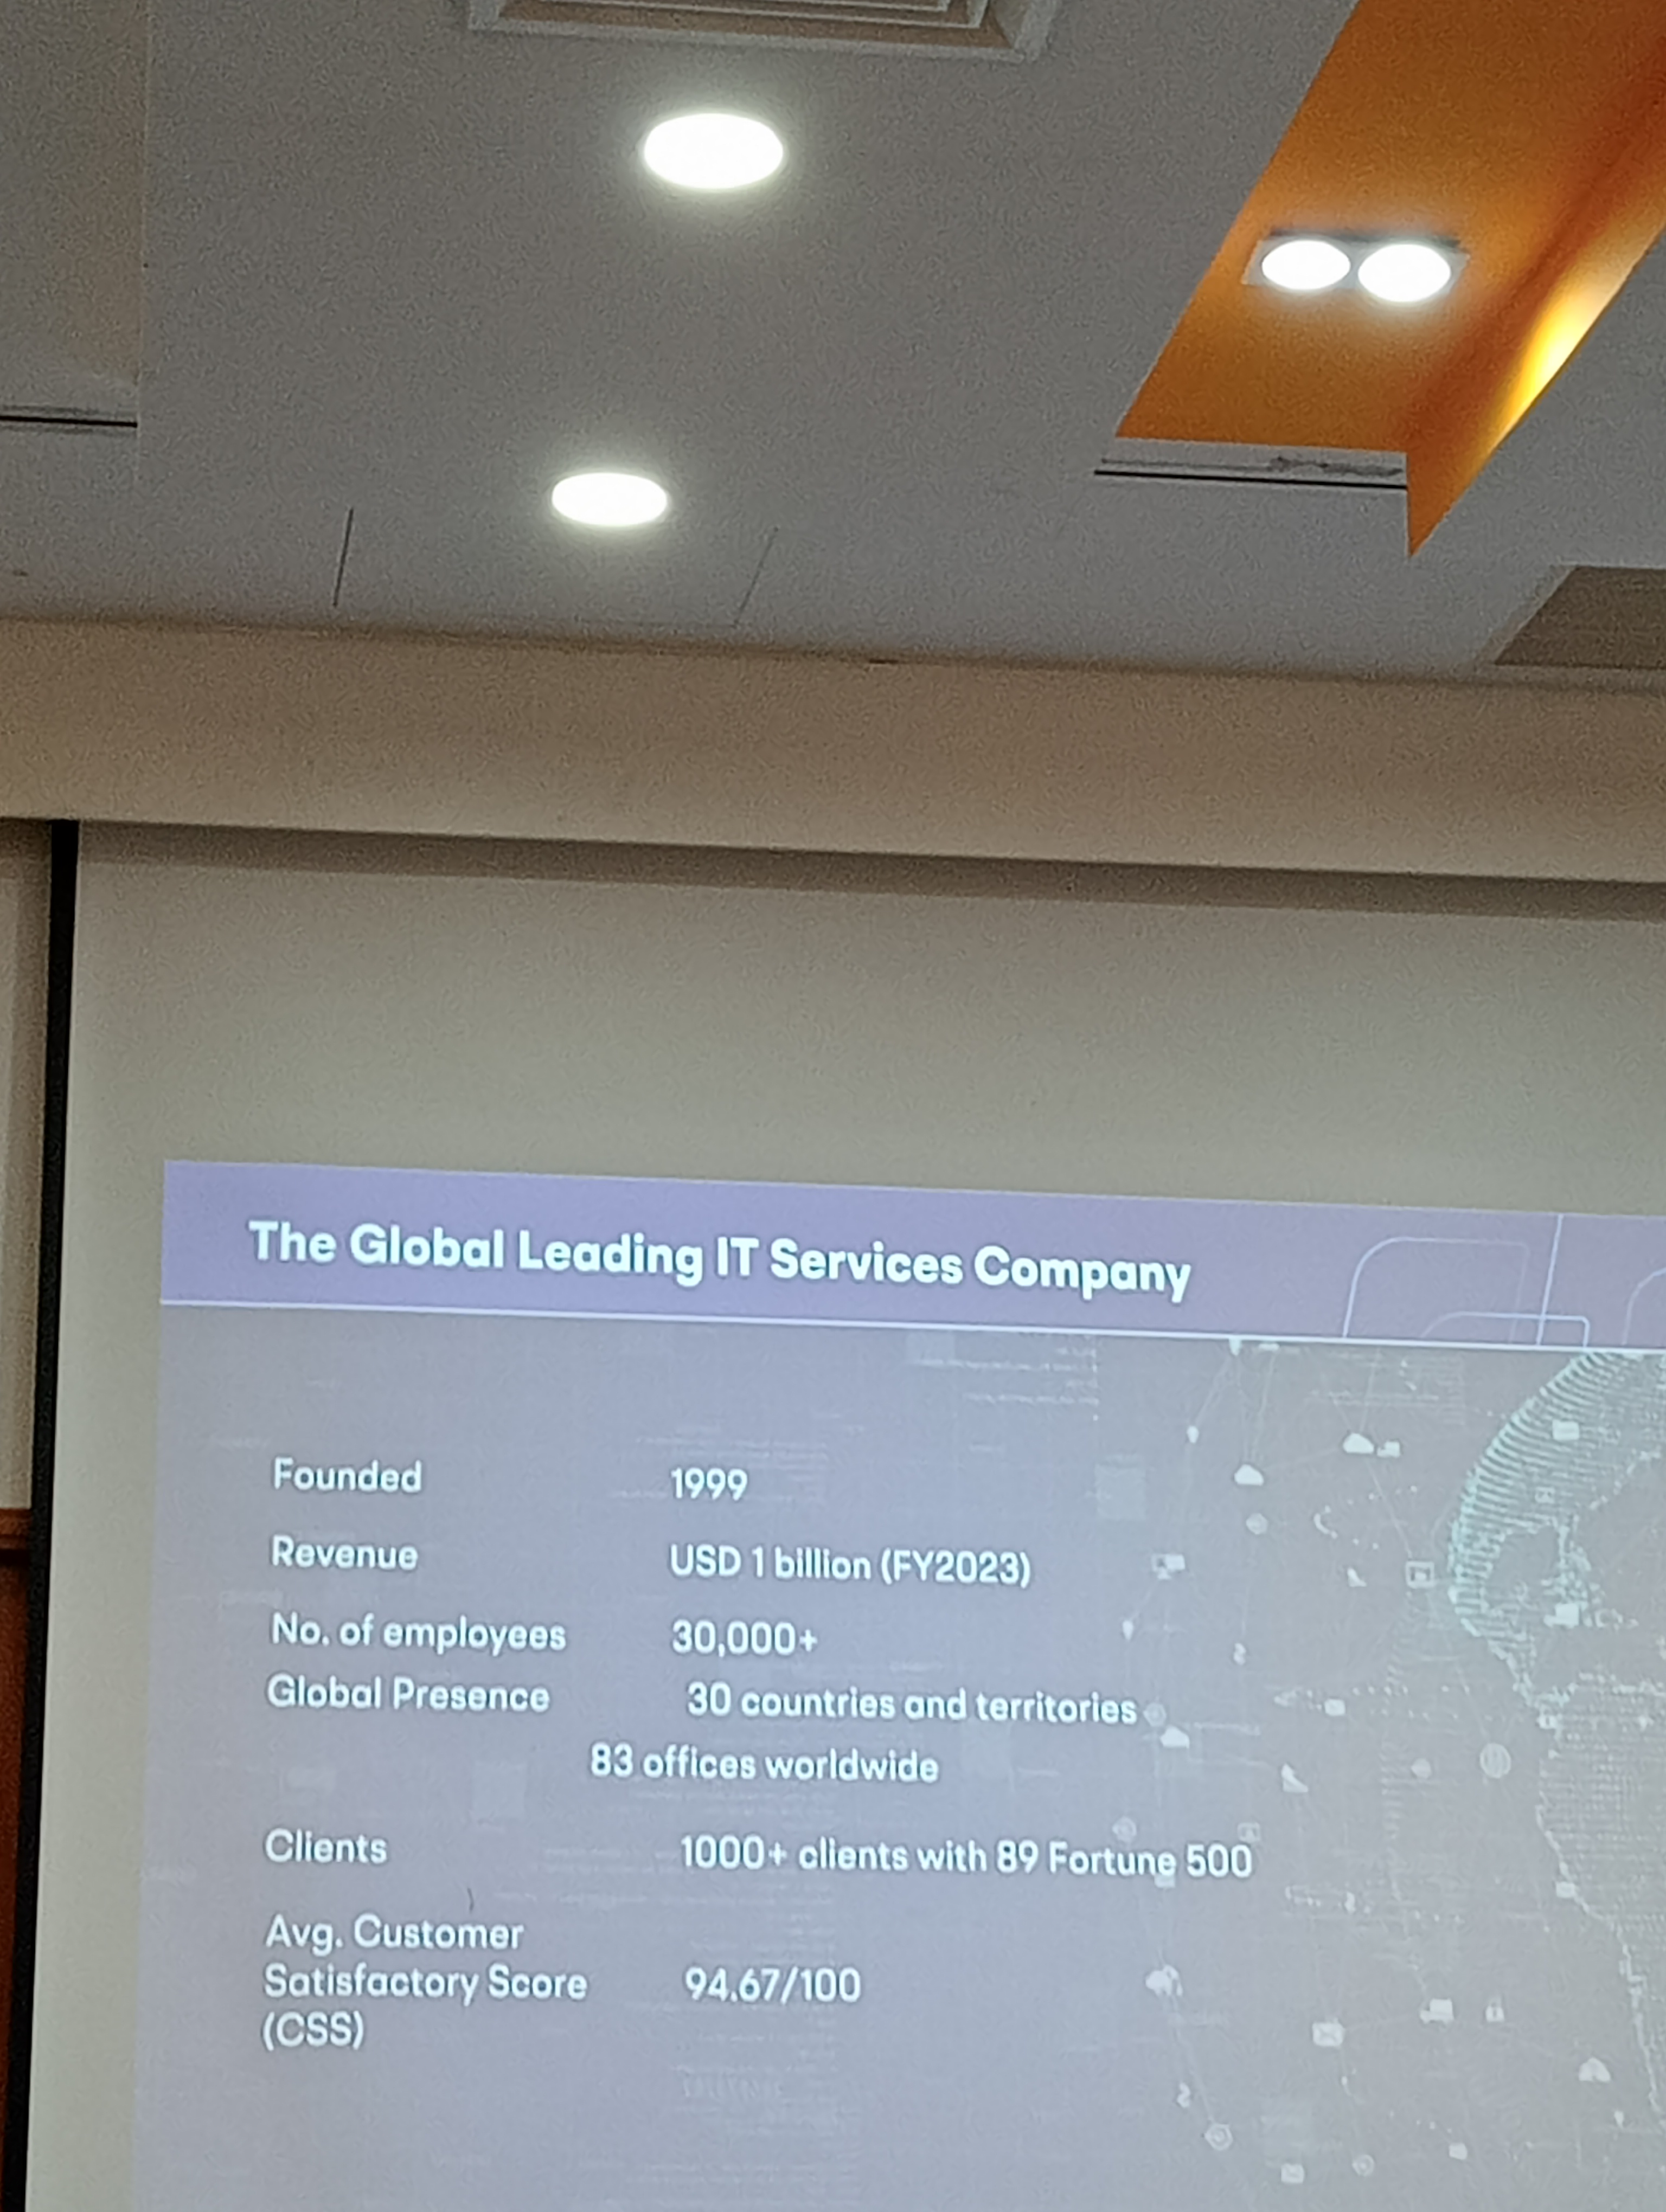 The Global Leading IT Services Company
Founded 1999
Revenue USD 1 billion (FY2023)
No. of employees 30,000+
Global Presence 30 countries and territories
83 offices worldwide
Clients 1000+ clients with 89 Fortune 500
Avg. Customer
Satisfactory Score 94.67/100
(CSS)